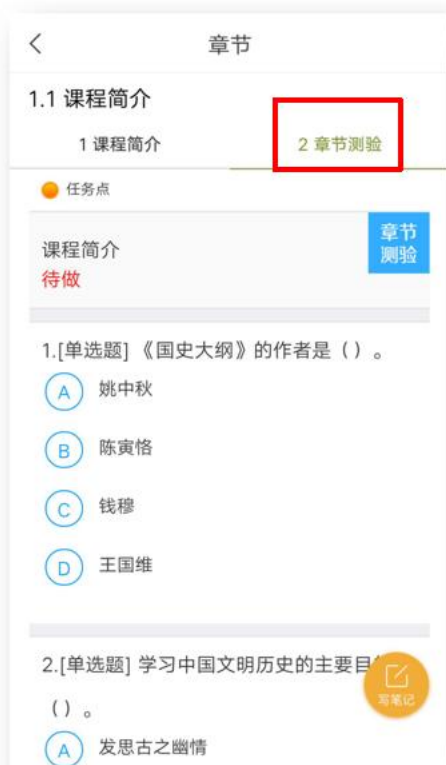 章节
1.1 课程简介
1 课程简介
2 章节测验
任务点
课程简介
章节
测验
待做
1.[单选题] 《国史大纲》的作者是（ ）。
A 姚中秋
B 陈寅恪
C 钱穆
D 王国维
2.[单选题] 学习中国文明历史的主要目
写笔记
（ ）。
A 发思古之幽情